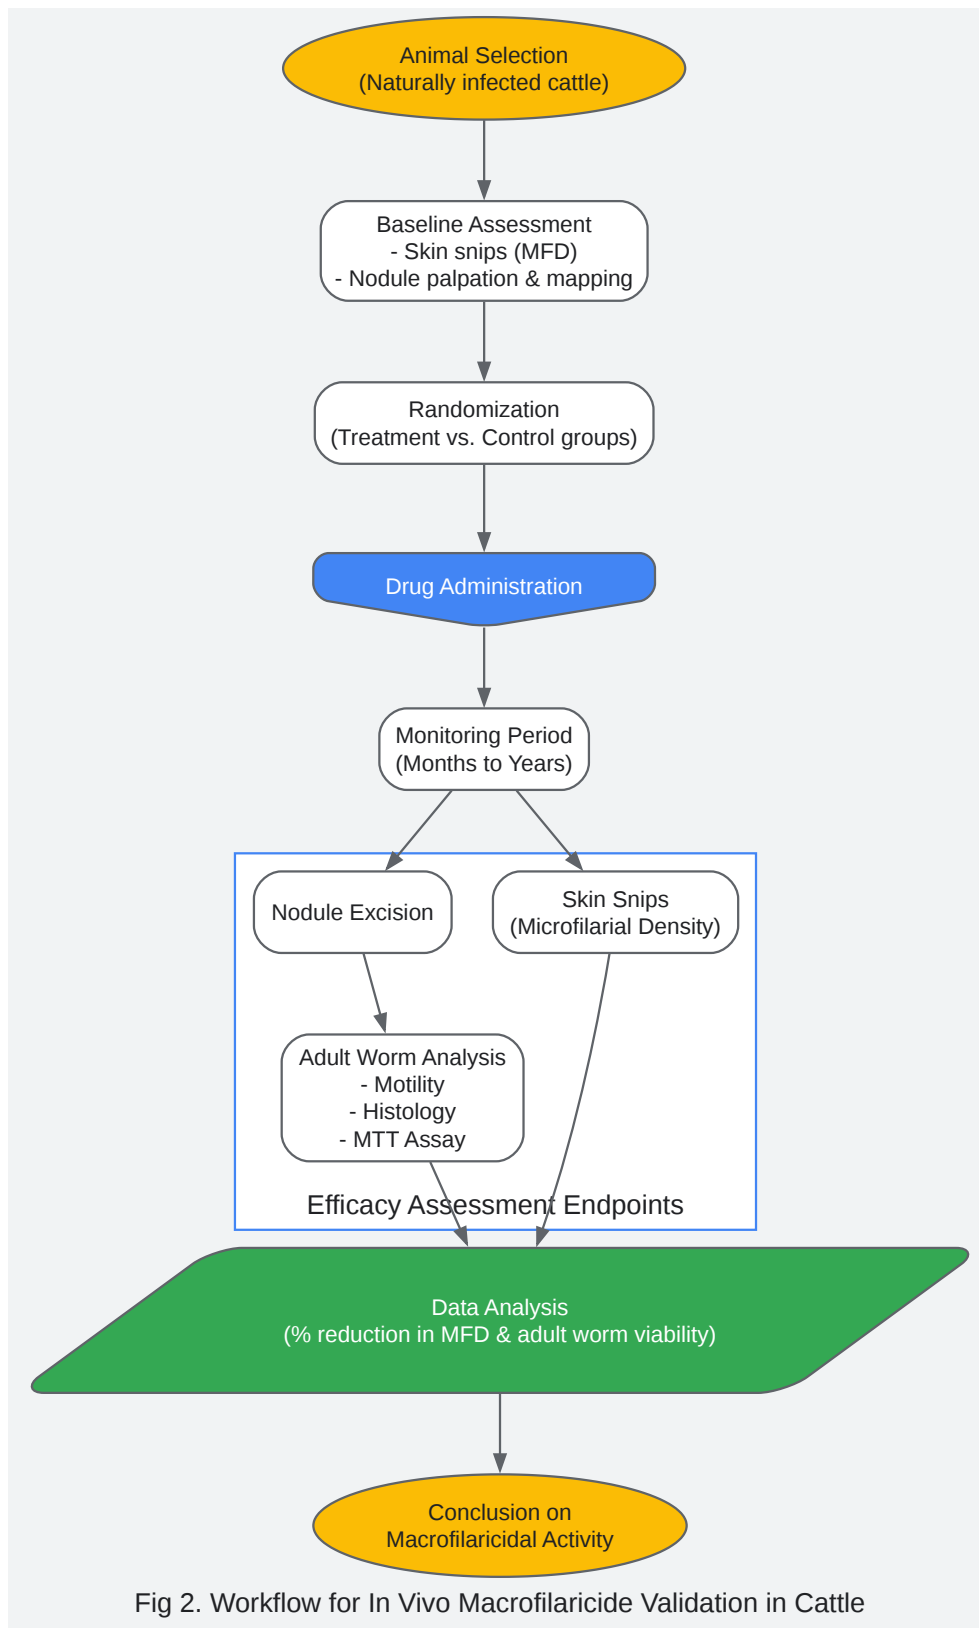 Animal Selection
(Naturally infected cattle)
Baseline Assessment
- Skin snips (MFD)
- Nodule palpation & mapping
Randomization
(Treatment vs. Control groups)
Drug Administration
Monitoring Period
(Months to Years)
Nodule Excision
Skin Snips
(Microfilarial Density)
Adult Worm Analysis
- Motility
- Histology
- MTT Assay
Efficacy Assessment Endpoints
Data Analysis
(% reduction in MFD & adult worm viability)
Conclusion on
Macrofilaricidal Activity
Fig 2. Workflow for In Vivo Macrofilaricide Validation in Cattle